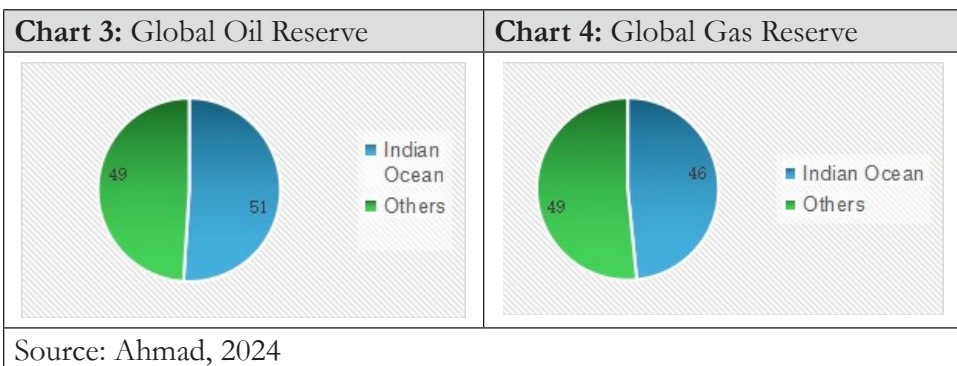 Chart 3: Global Oil Reserve
49
51
Indian
Ocean
Others
Chart 4: Global Gas Reserve
46
49
Indian Ocean
Others
Source: Ahmad, 2024